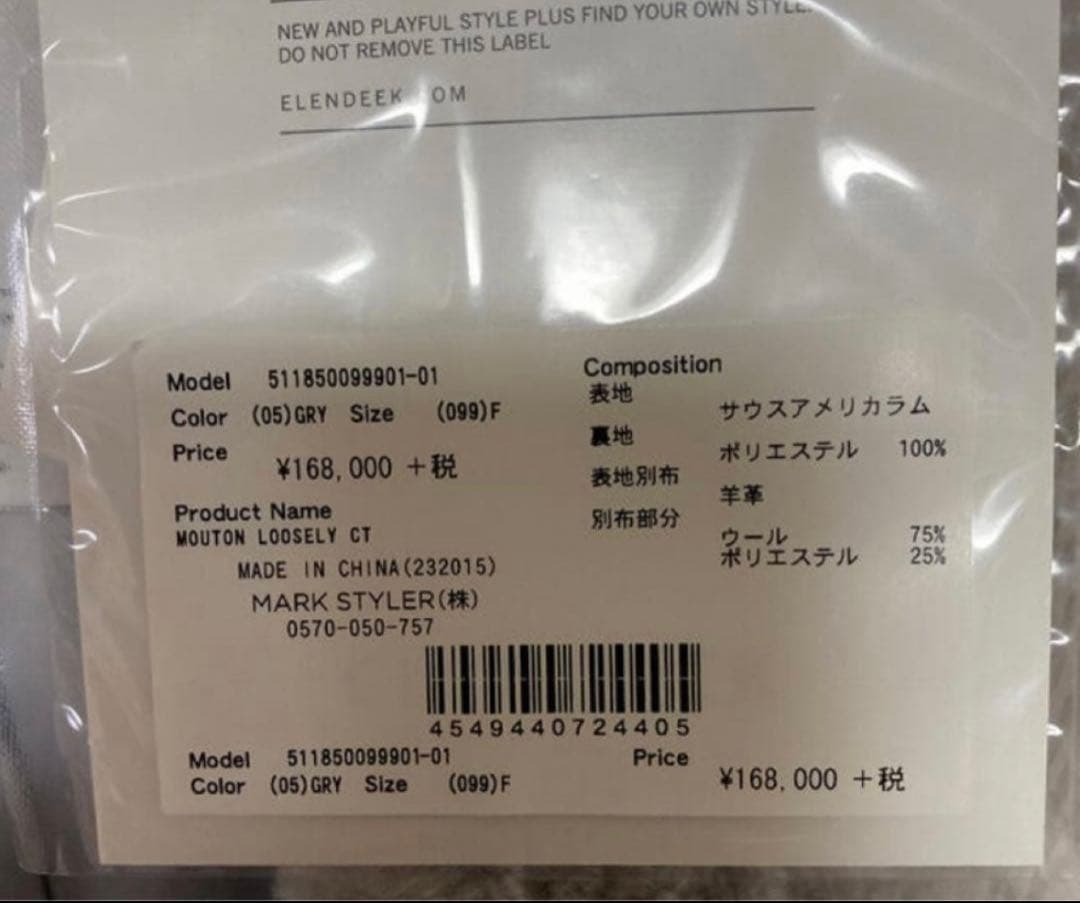 NEW AND PLAYFUL STYLE PLUS FIND YOUR OWN STYLE.
DO NOT REMOVE THIS LABEL
ELENDEEK OM
Model 511850099901-01
Color (05)GRY Size (099)F
Price
¥168,000 +税
Product Name
MOUTON LOOSELY CT
MADE IN CHINA(232015)
MARK STYLER(株)
0570-050-757
Composition
表地
サウスアメリカラム
裏地
ポリエステル 100%
表地別布
羊革
別布部分
ウール 75%
ポリエステル 25%
4549440724405
Model 511850099901-01 Price
Color (05)GRY Size (099)F ¥168,000 +税